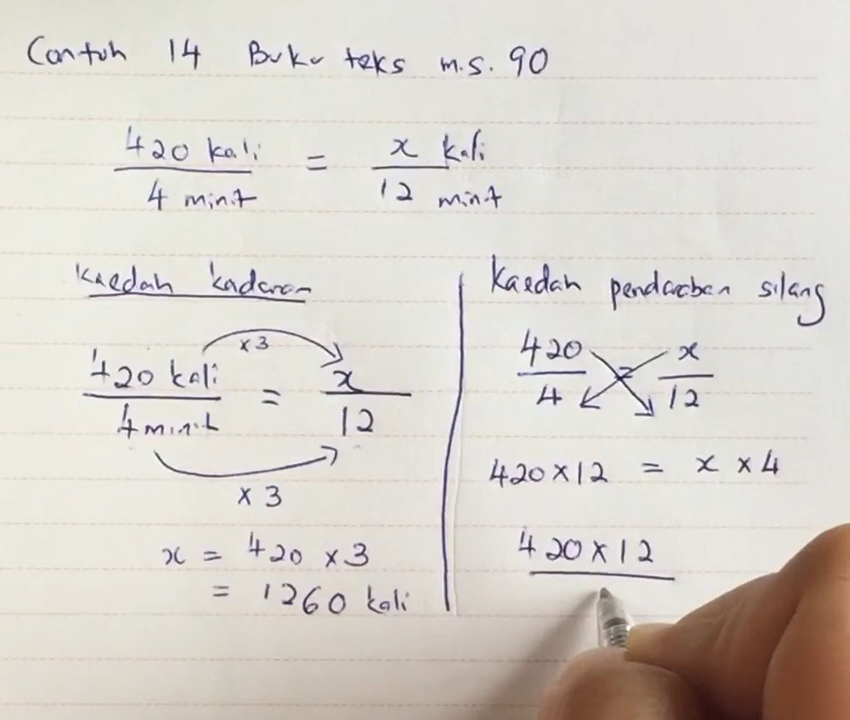 Contoh 14 Buku teks m.s. 90
420 kali / 4 minit = x kali / 12 minit
Kaedah kadaran
×3
420 kali / 4 minit = x / 12
×3
x = 420 × 3
= 1260 kali
Kaedah pendaraban silang
420 / 4 = x / 12
420 × 12 = x × 4
420 × 12